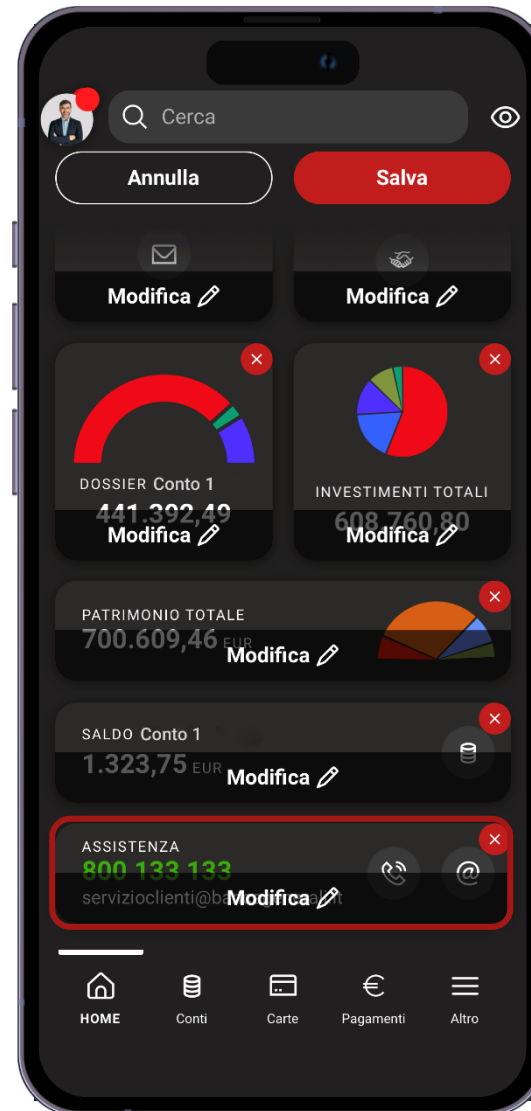 Cerca
Annulla
Salva
Modifica
Modifica
DOSSIER Conto 1
441.392,49
Modifica
INVESTIMENTI TOTALI
608.760,80
Modifica
PATRIMONIO TOTALE
700.609,46 EUR
Modifica
SALDO Conto 1
1.323,75 EUR
Modifica
ASSISTENZA
800 133 133
Modifica
HOME
Conti
Carte
Pagamenti
Altro